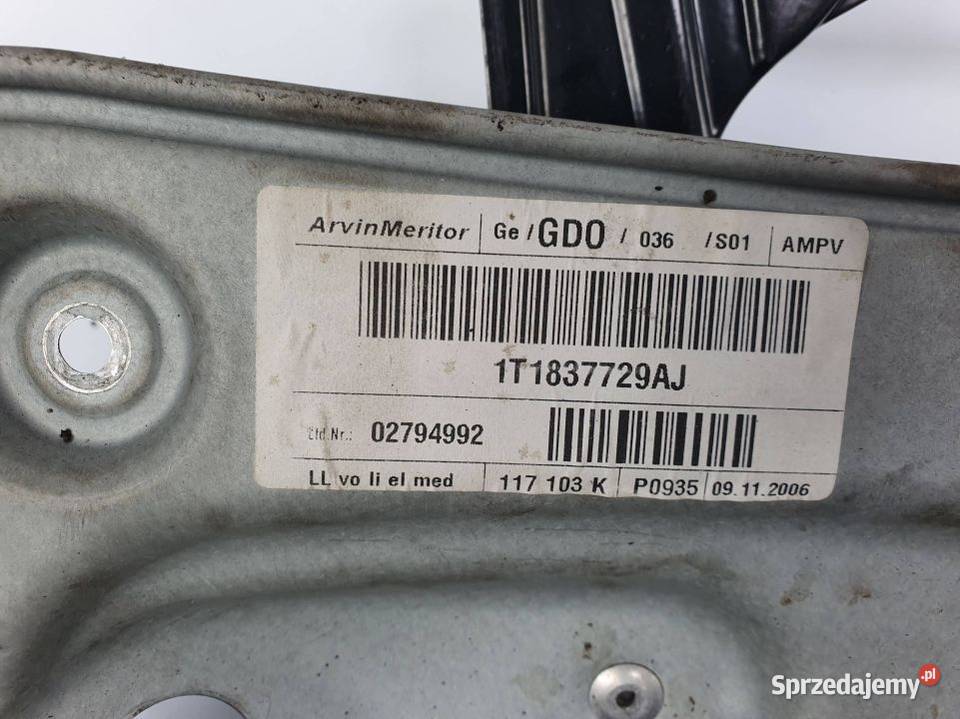 ArvinMeritor Ge / GDO / 036 / S01 AMPV
1T1837729AJ
Lfd.Nr.: 02794992
LL vo li el med 117 103 K P0935 09.11.2006
Sprzedajemy.pl